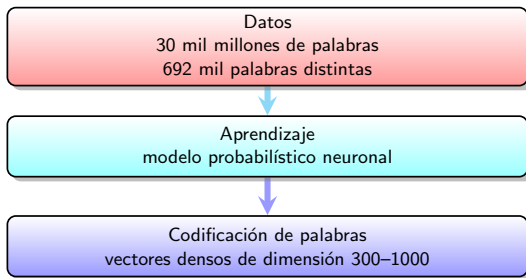 Datos
30 mil millones de palabras
692 mil palabras distintas
Aprendizaje
modelo probabilístico neuronal
Codificación de palabras
vectores densos de dimensión 300–1000